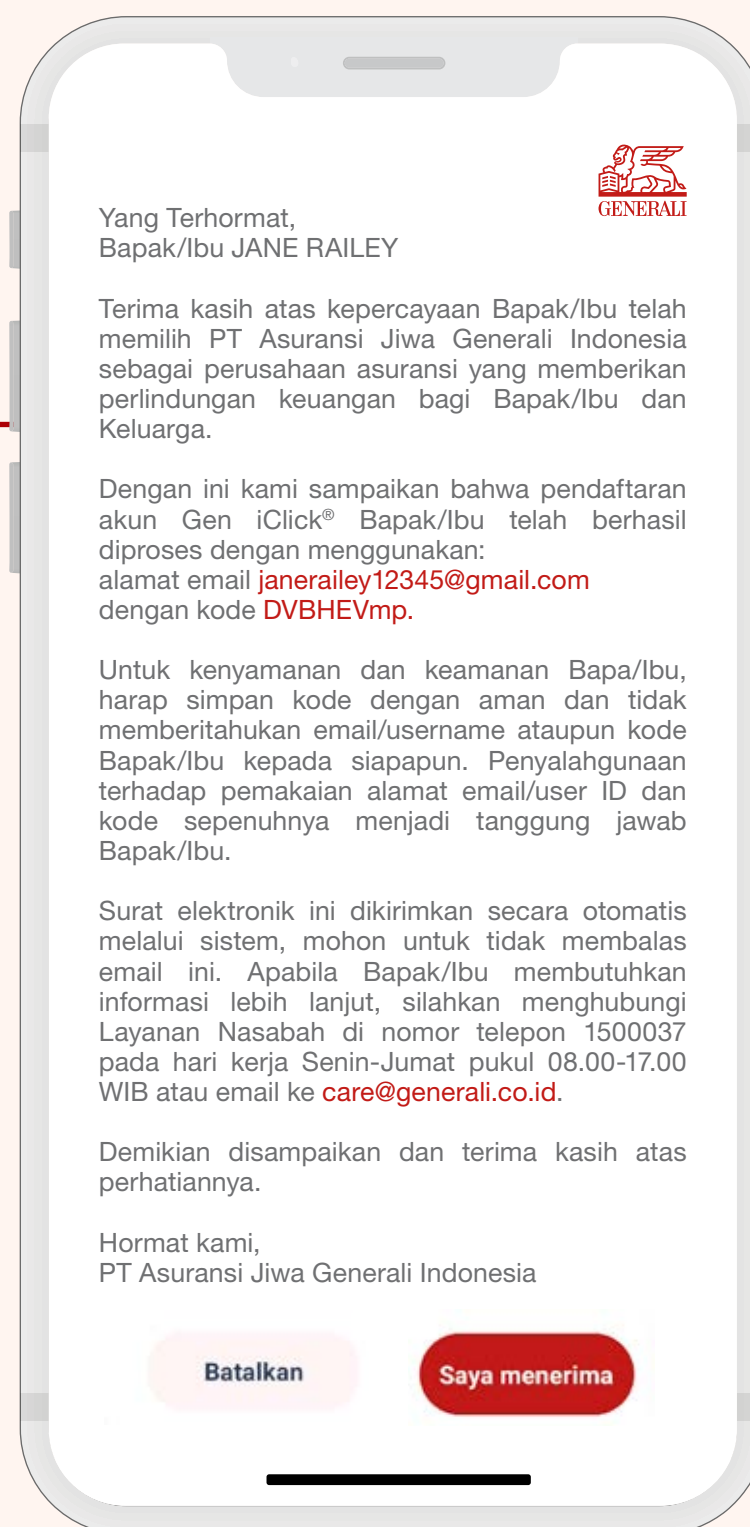 GENERALI
Yang Terhormat,
Bapak/Ibu JANE RAILEY
Terima kasih atas kepercayaan Bapak/Ibu telah
memilih PT Asuransi Jiwa Generali Indonesia
sebagai perusahaan asuransi yang memberikan
perlindungan keuangan bagi Bapak/Ibu dan
Keluarga.
Dengan ini kami sampaikan bahwa pendaftaran
akun Gen iClick® Bapak/Ibu telah berhasil
diproses dengan menggunakan:
alamat email janerailey12345@gmail.com
dengan kode DVBHEVmp.
Untuk kenyamanan dan keamanan Bapa/Ibu,
harap simpan kode dengan aman dan tidak
memberitahukan email/username ataupun kode
Bapak/Ibu kepada siapapun. Penyalahgunaan
terhadap pemakaian alamat email/user ID dan
kode sepenuhnya menjadi tanggung jawab
Bapak/Ibu.
Surat elektronik ini dikirimkan secara otomatis
melalui sistem, mohon untuk tidak membalas
email ini. Apabila Bapak/Ibu membutuhkan
informasi lebih lanjut, silahkan menghubungi
Layanan Nasabah di nomor telepon 1500037
pada hari kerja Senin-Jumat pukul 08.00-17.00
WIB atau email ke care@generali.co.id.
Demikian disampaikan dan terima kasih atas
perhatiannya.
Hormat kami,
PT Asuransi Jiwa Generali Indonesia
Batalkan
Saya menerima